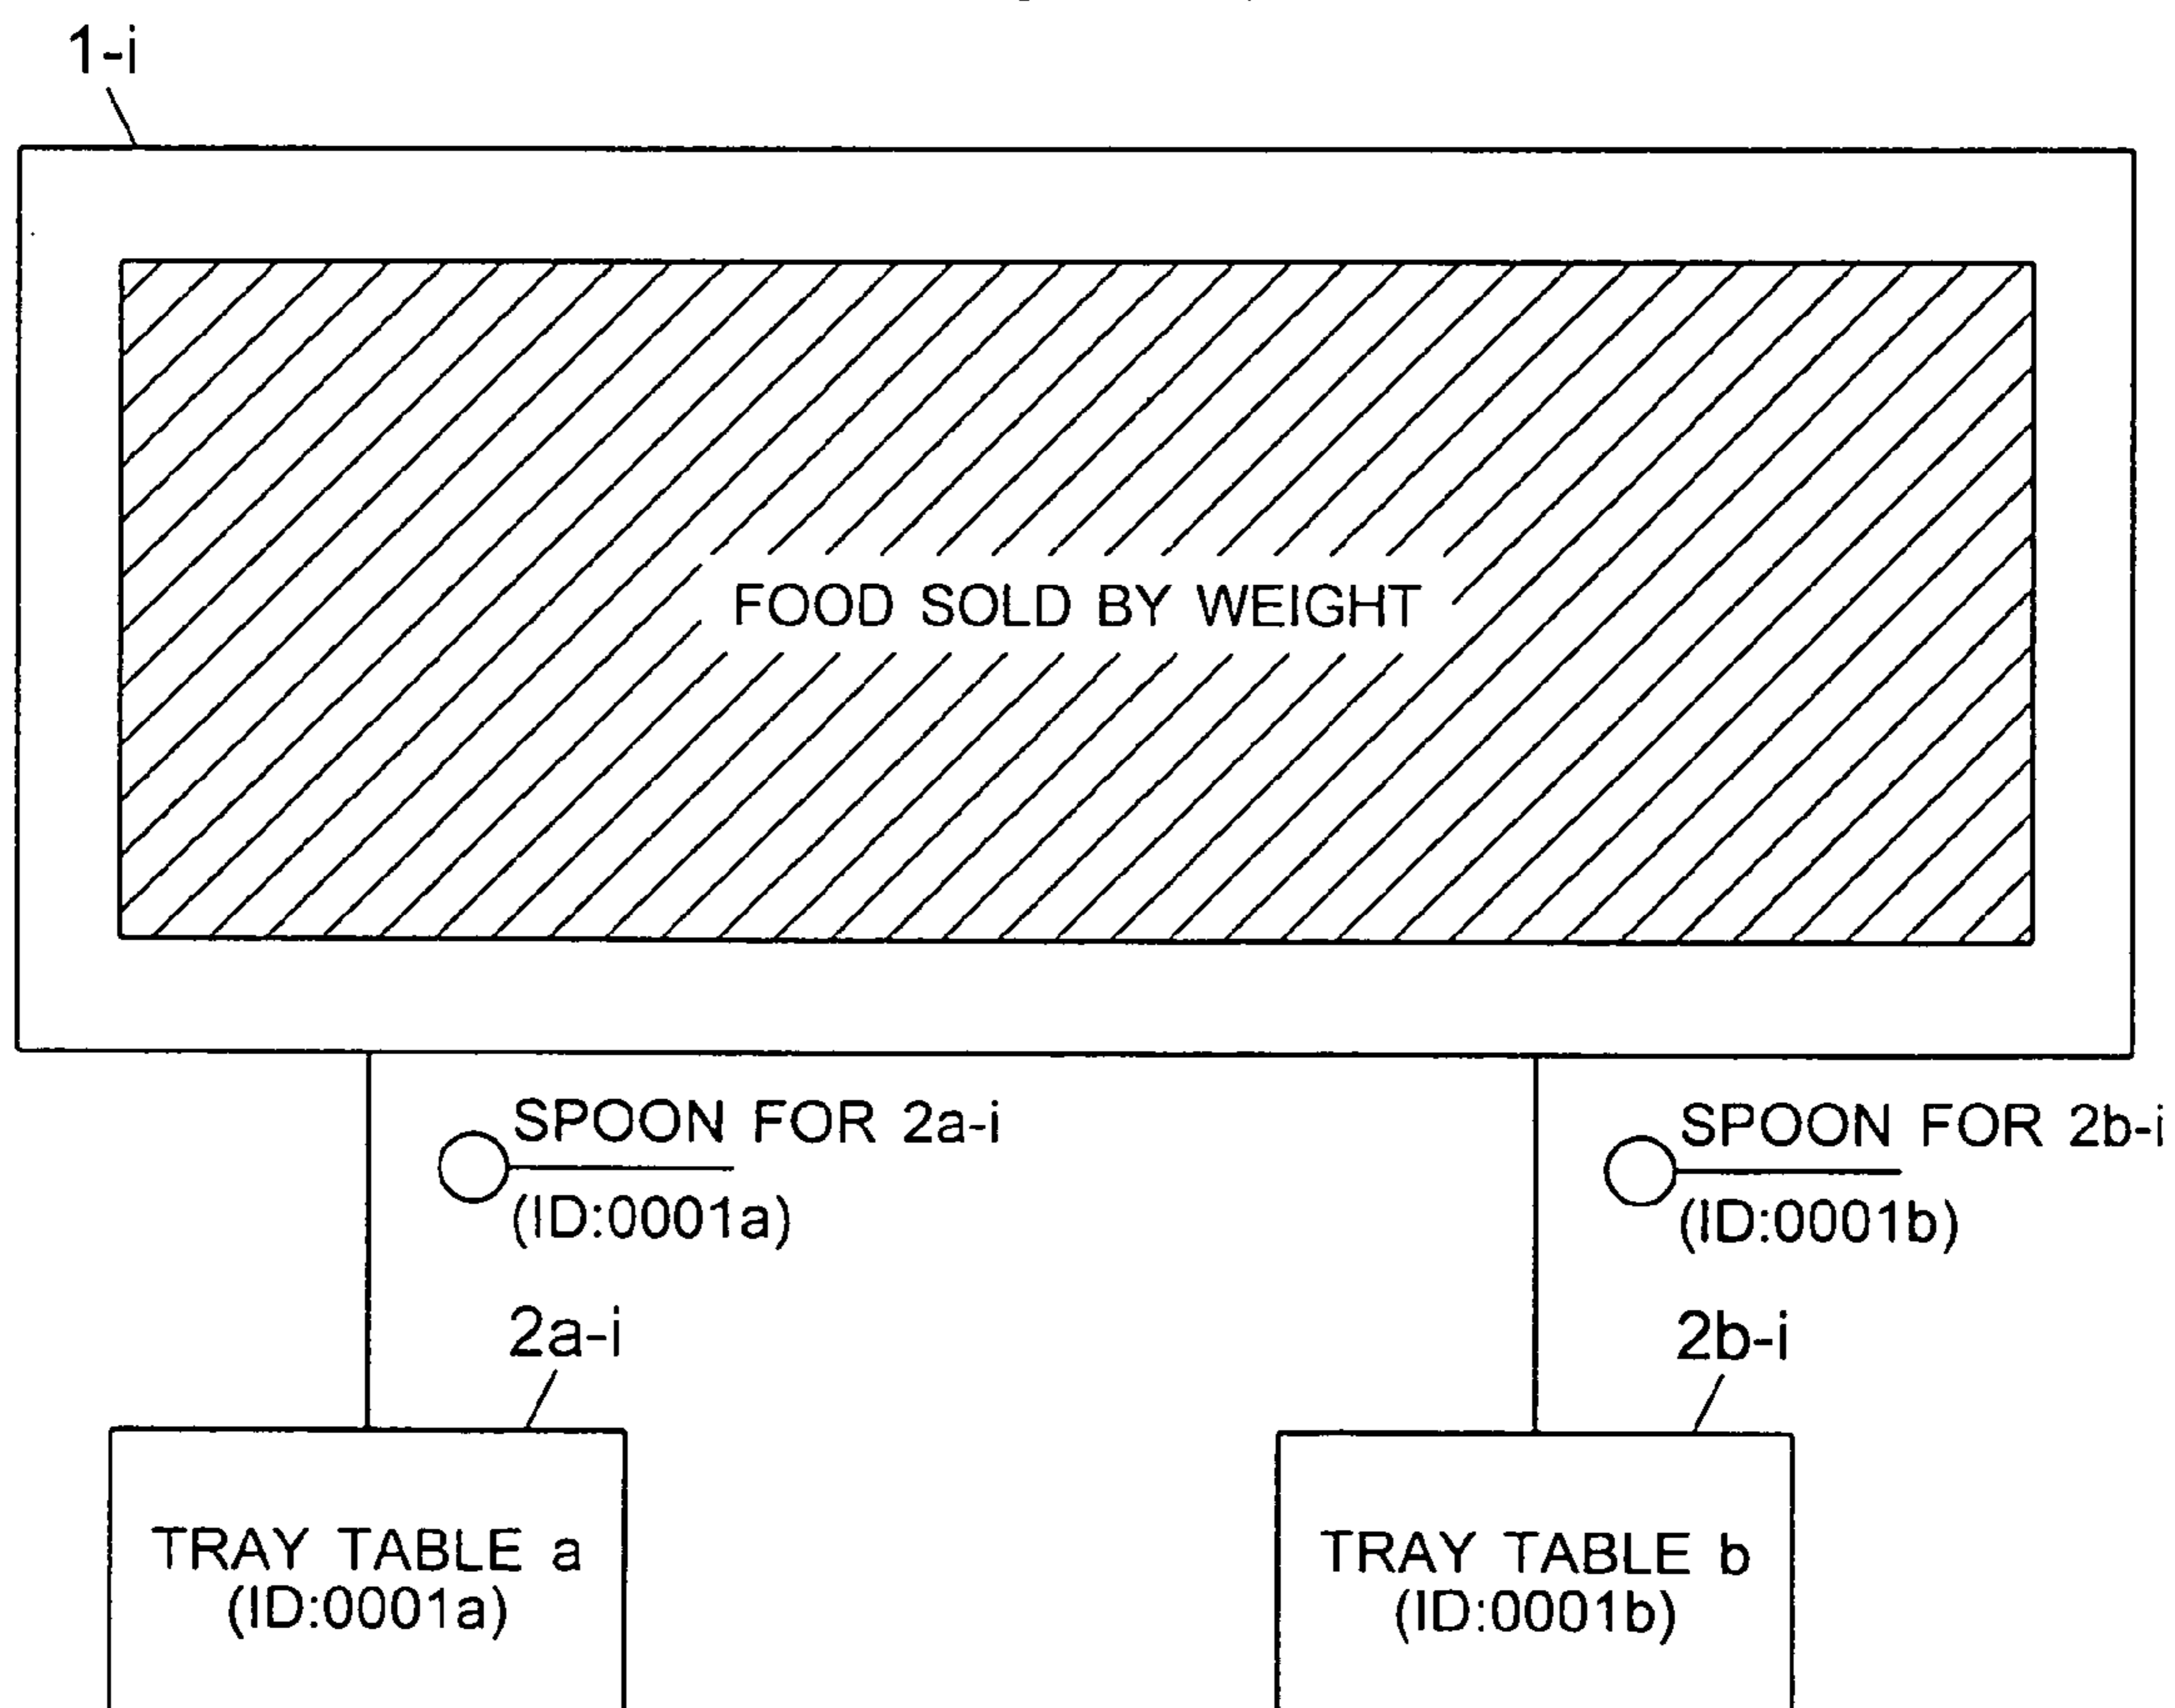 1-i
FOOD SOLD BY WEIGHT
SPOON FOR 2a-i
(ID:0001a)
SPOON FOR 2b-i
(ID:0001b)
2a-i
2b-i
TRAY TABLE a
(ID:0001a)
TRAY TABLE b
(ID:0001b)